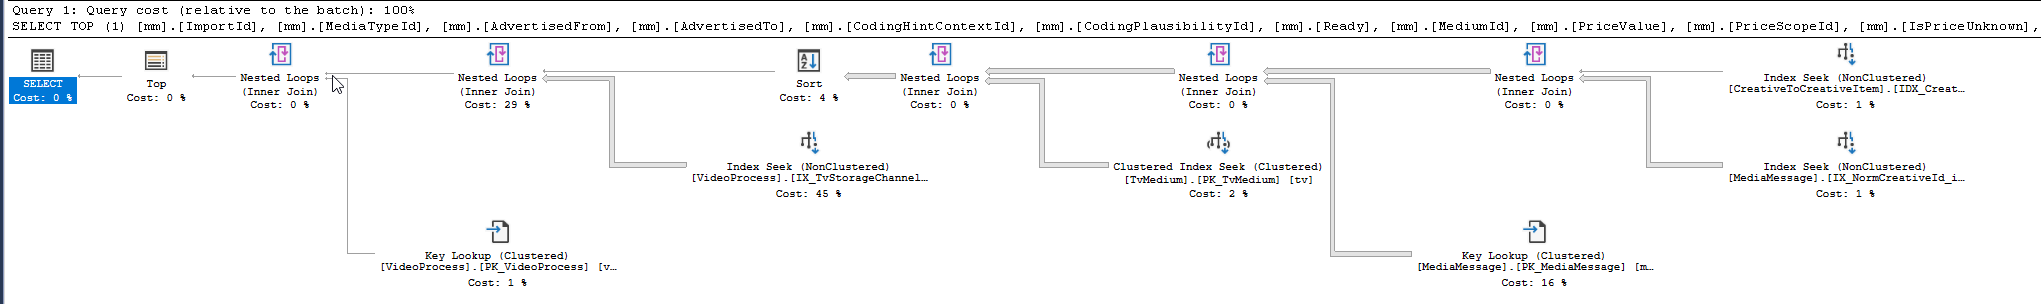 Query 1: Query cost (relative to the batch): 100%
SELECT TOP (1) [mm].[ImportId], [mm].[MediaTypeId], [mm].[AdvertisedFrom], [mm].[AdvertisedTo], [mm].[CodingHintContextId], [mm].[CodingPlausibilityId], [mm].[Ready], [mm].[MediumId], [mm].[PriceValue], [mm].[PriceScopeId], [mm].[IsPriceUnknown],
SELECT
Cost: 0 %
Top
Cost: 0 %
Nested Loops
(Inner Join)
Cost: 0 %
Nested Loops
(Inner Join)
Cost: 29 %
Sort
Cost: 4 %
Nested Loops
(Inner Join)
Cost: 0 %
Nested Loops
(Inner Join)
Cost: 0 %
Nested Loops
(Inner Join)
Cost: 0 %
Index Seek (NonClustered)
[CreativeToCreativeItem].[IDX_Creat…
Cost: 1 %
Index Seek (NonClustered)
[VideoProcess].[IX_TvStorageChannel…
Cost: 45 %
Clustered Index Seek (Clustered)
[TvMedium].[PK_TvMedium] [tv]
Cost: 2 %
Index Seek (NonClustered)
[MediaMessage].[IX_NormCreativeId_i…
Cost: 1 %
Key Lookup (Clustered)
[VideoProcess].[PK_VideoProcess] [v…
Cost: 1 %
Key Lookup (Clustered)
[MediaMessage].[PK_MediaMessage] [m…
Cost: 16 %